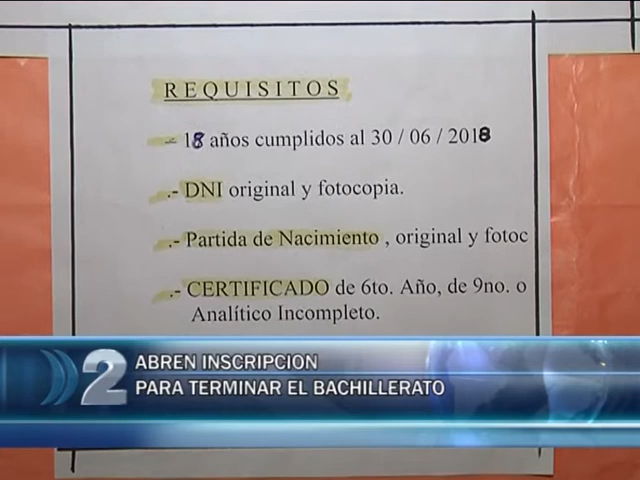 REQUISITOS
.- 18 años cumplidos al 30 / 06 / 2018
.- DNI original y fotocopia.
.- Partida de Nacimiento , original y fotoc
.- CERTIFICADO de 6to. Año, de 9no. o
Analítico Incompleto.
2
ABREN INSCRIPCION
PARA TERMINAR EL BACHILLERATO